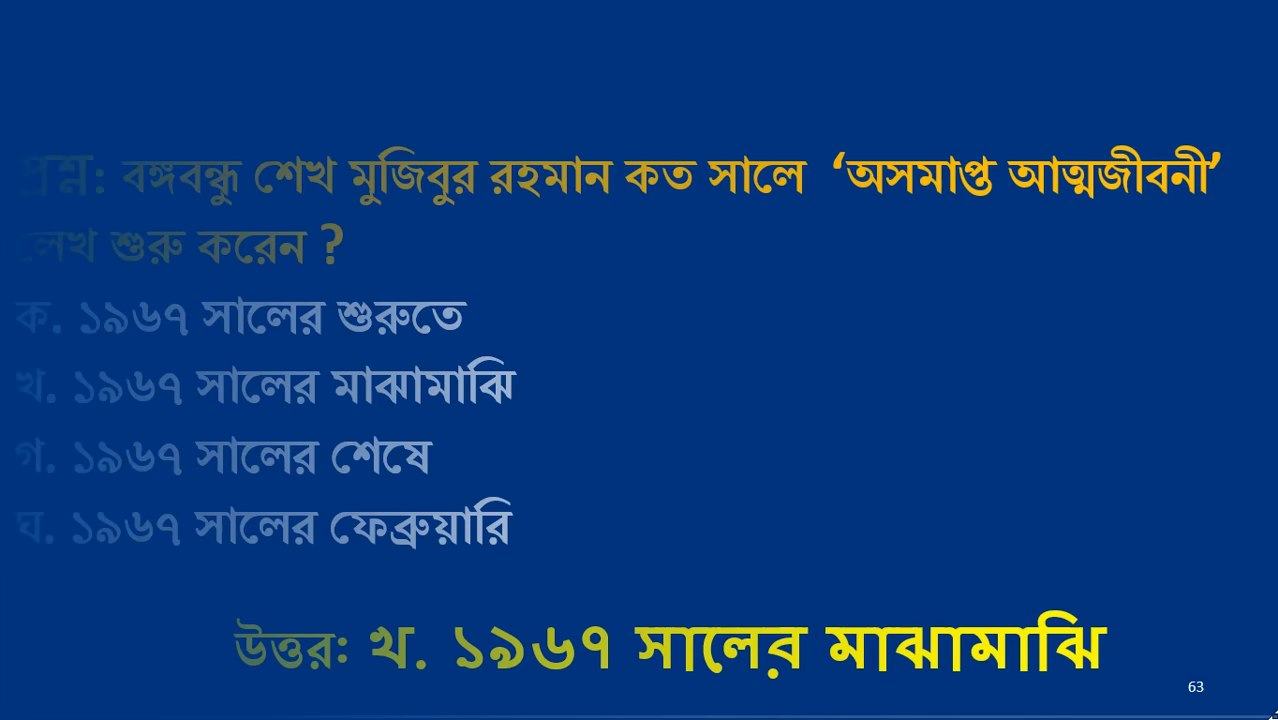 প্রশ্ন: বঙ্গবন্ধু শেখ মুজিবুর রহমান কত সালে ‘অসমাপ্ত আত্মজীবনী’
লেখ শুরু করেন ?
ক. ১৯৬৭ সালের শুরুতে
খ. ১৯৬৭ সালের মাঝামাঝি
গ. ১৯৬৭ সালের শেষে
ঘ. ১৯৬৭ সালের ফেব্রুয়ারি
উত্তর: খ. ১৯৬৭ সালের মাঝামাঝি
63